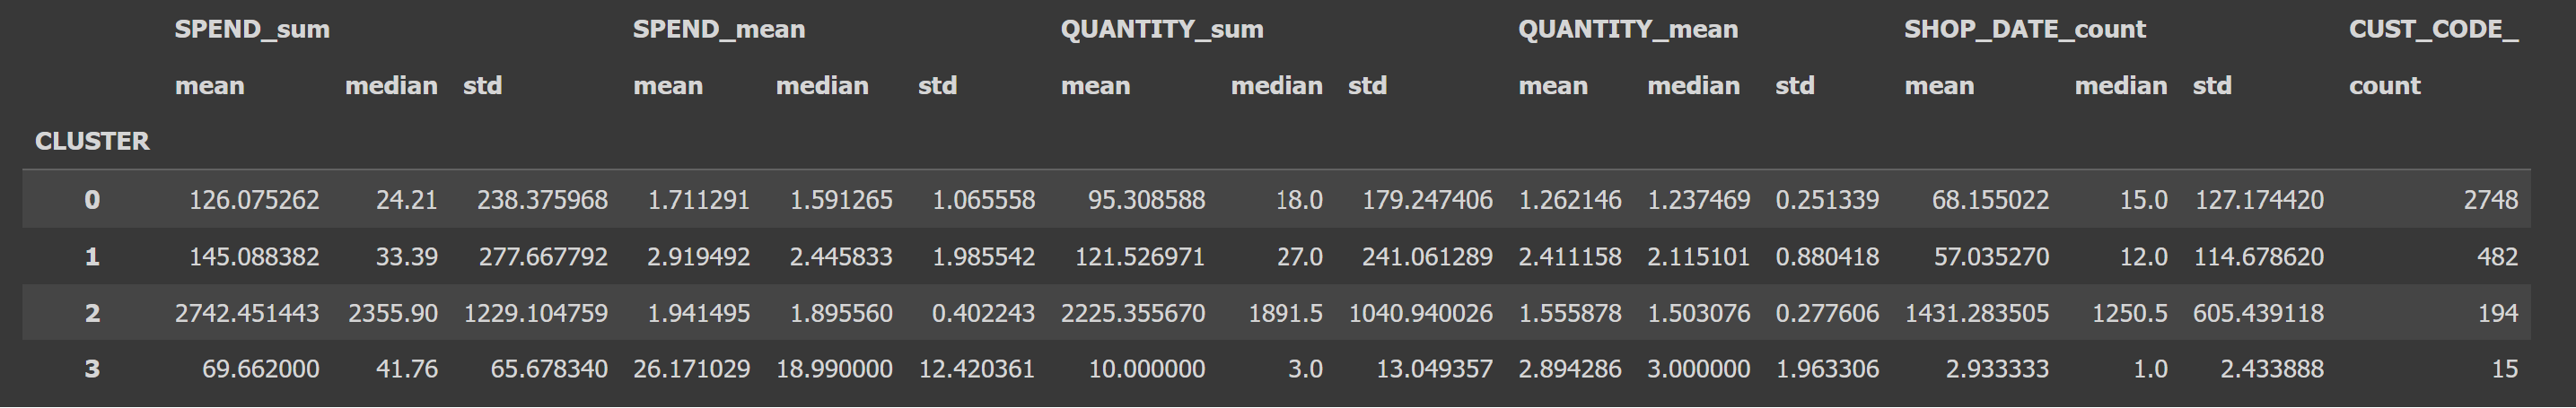 SPEND_sum SPEND_mean QUANTITY_sum QUANTITY_mean SHOP_DATE_count CUST_CODE_
mean median std mean median std mean median std mean median std mean median std count
CLUSTER
0 126.075262 24.21 238.375968 1.711291 1.591265 1.065558 95.308588 18.0 179.247406 1.262146 1.237469 0.251339 68.155022 15.0 127.174420 2748
1 145.088382 33.39 277.667792 2.919492 2.445833 1.985542 121.526971 27.0 241.061289 2.411158 2.115101 0.880418 57.035270 12.0 114.678620 482
2 2742.451443 2355.90 1229.104759 1.941495 1.895560 0.402243 2225.355670 1891.5 1040.940026 1.555878 1.503076 0.277606 1431.283505 1250.5 605.439118 194
3 69.662000 41.76 65.678340 26.171029 18.990000 12.420361 10.000000 3.0 13.049357 2.894286 3.000000 1.963306 2.933333 1.0 2.433888 15